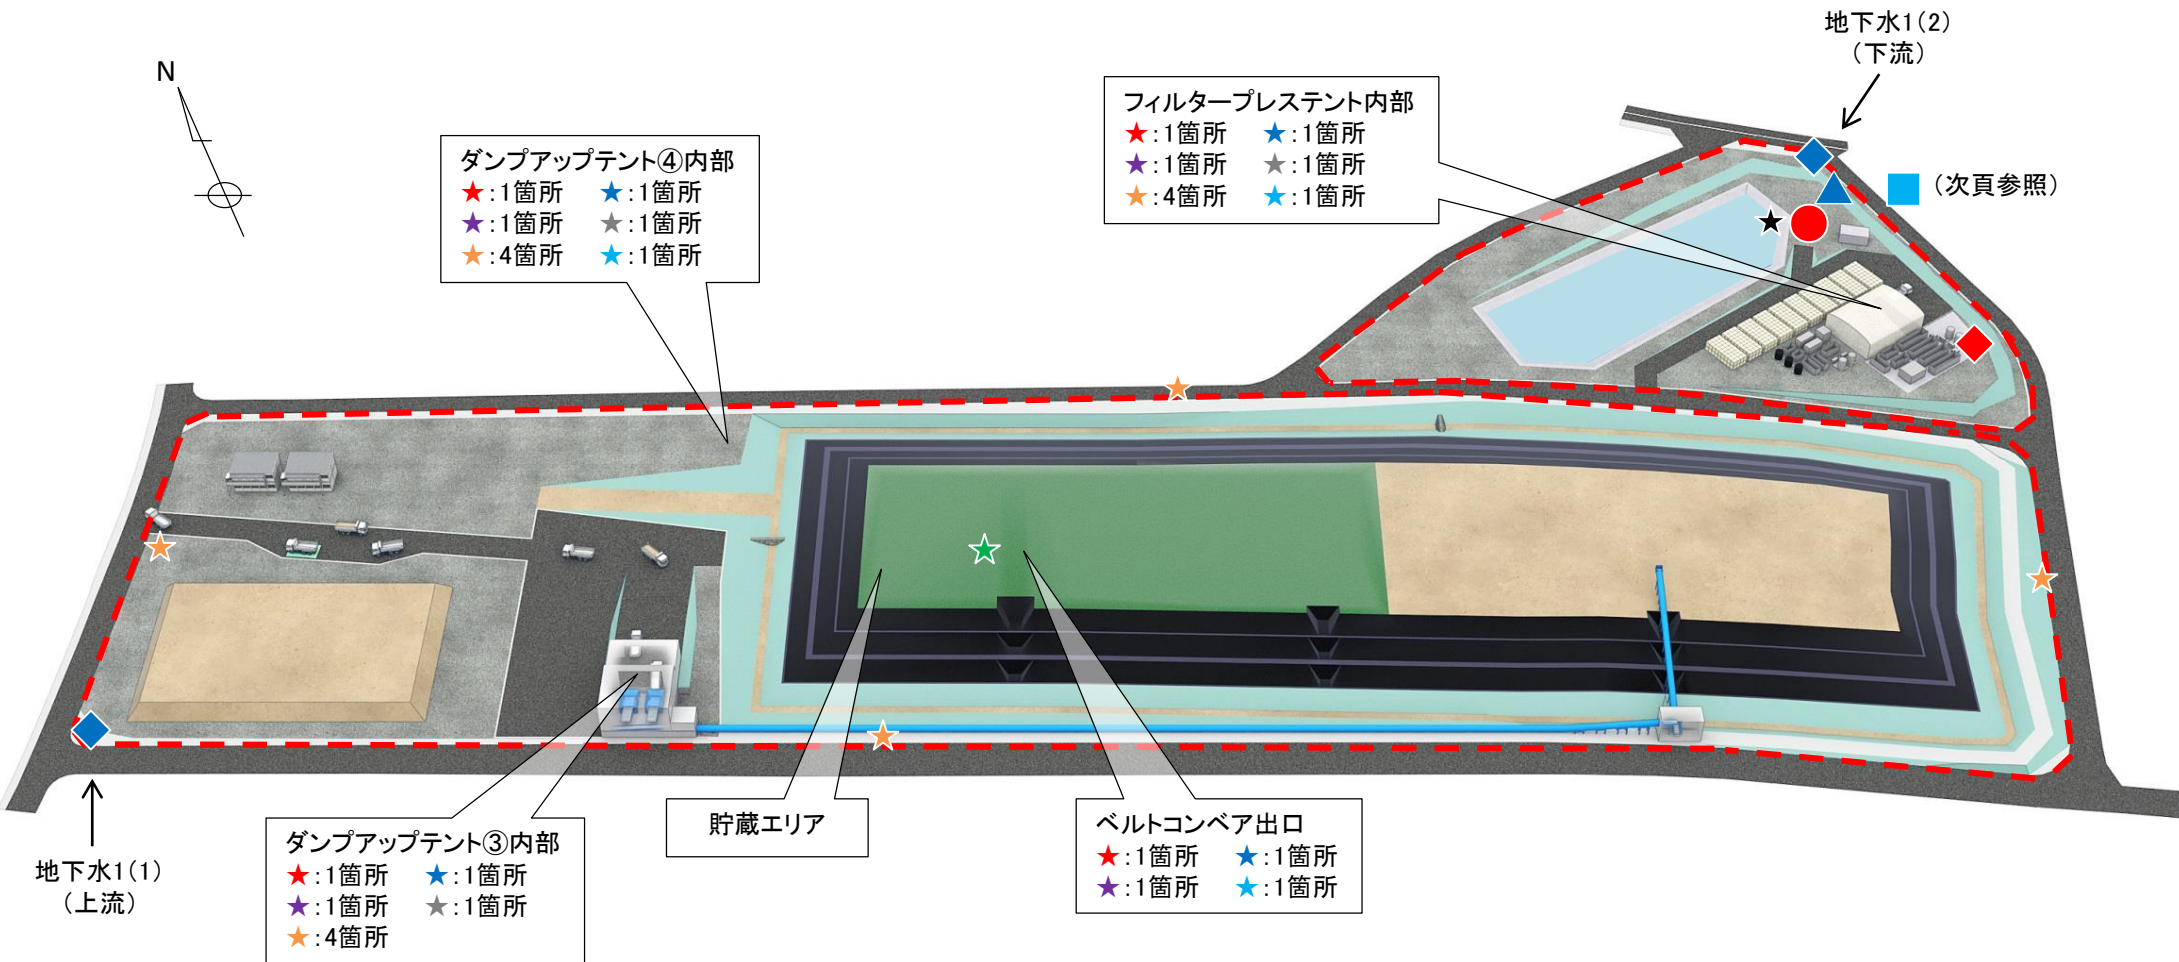 地下水1(2)
(下流)
N
フィルタープレステント内部
★:1箇所 ★:1箇所
★:1箇所 ★:1箇所
★:4箇所 ★:1箇所
ダンプアップテント④内部
★:1箇所 ★:1箇所
★:1箇所 ★:1箇所
★:4箇所 ★:1箇所
(次頁参照)
貯蔵エリア
ベルトコンベア出口
★:1箇所 ★:1箇所
★:1箇所 ★:1箇所
ダンプアップテント③内部
★:1箇所 ★:1箇所
★:1箇所 ★:1箇所
★:4箇所
地下水1(1)
(上流)